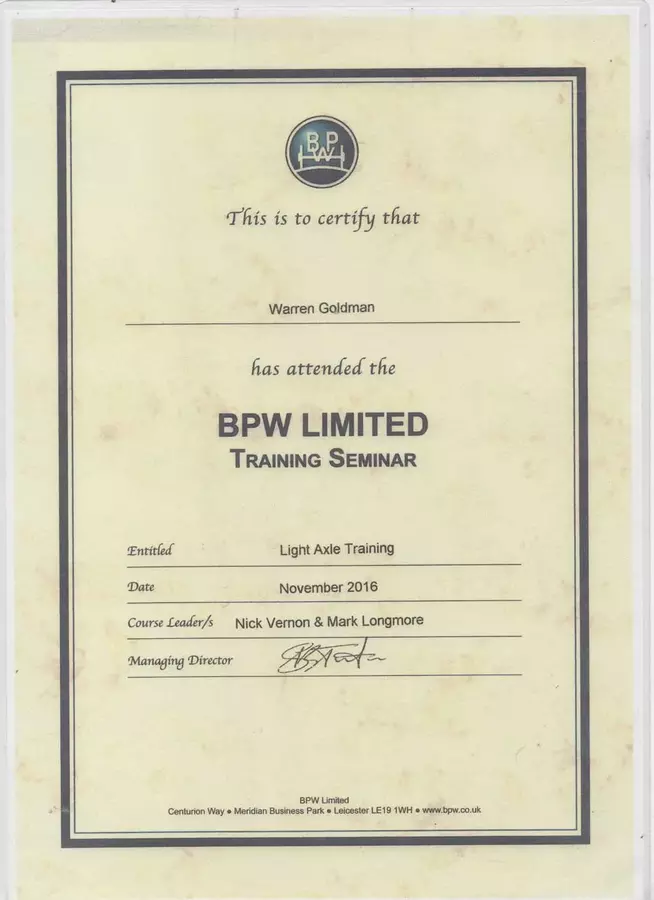 BPW
This is to certify that
Warren Goldman
has attended the
BPW LIMITED
TRAINING SEMINAR
Entitled Light Axle Training
Date November 2016
Course Leader/s Nick Vernon & Mark Longmore
Managing Director
BPW Limited
Centurion Way • Meridian Business Park • Leicester LE19 1WH • www.bpw.co.uk